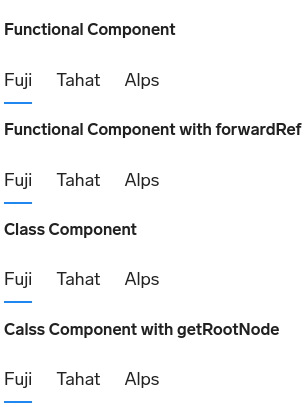 Functional Component
Fuji Tahat Alps
Functional Component with forwardRef
Fuji Tahat Alps
Class Component
Fuji Tahat Alps
Calss Component with getRootNode
Fuji Tahat Alps